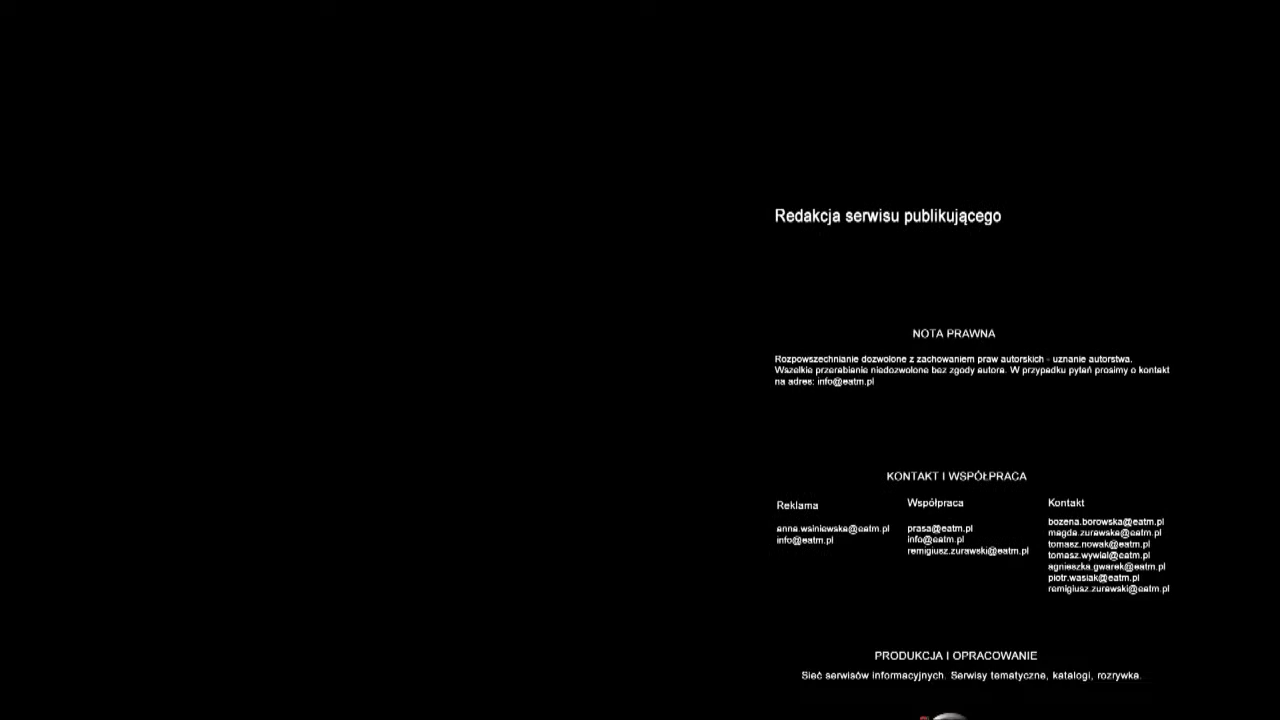 Redakcja serwisu publikującego
NOTA PRAWNA
Rozpowszechnianie dozwolone z zachowaniem praw autorskich - uznanie autorstwa.
Wszelkie przerabianie niedozwolone bez zgody autora. W przypadku pytań prosimy o kontakt
na adres: info@eatm.pl
KONTAKT I WSPÓŁPRACA
Reklama
anna.wsiniewska@eatm.pl
info@eatm.pl
Współpraca
prasa@eatm.pl
info@eatm.pl
remigiusz.zurawski@eatm.pl
Kontakt
bozena.borowska@eatm.pl
magda.zurawska@eatm.pl
tomasz.nowak@eatm.pl
tomasz.wywial@eatm.pl
agnieszka.gwarek@eatm.pl
piotr.wasiak@eatm.pl
remigiusz.zurawski@eatm.pl
PRODUKCJA I OPRACOWANIE
Sieć serwisów informacyjnych. Serwisy tematyczne, katalogi, rozrywka.